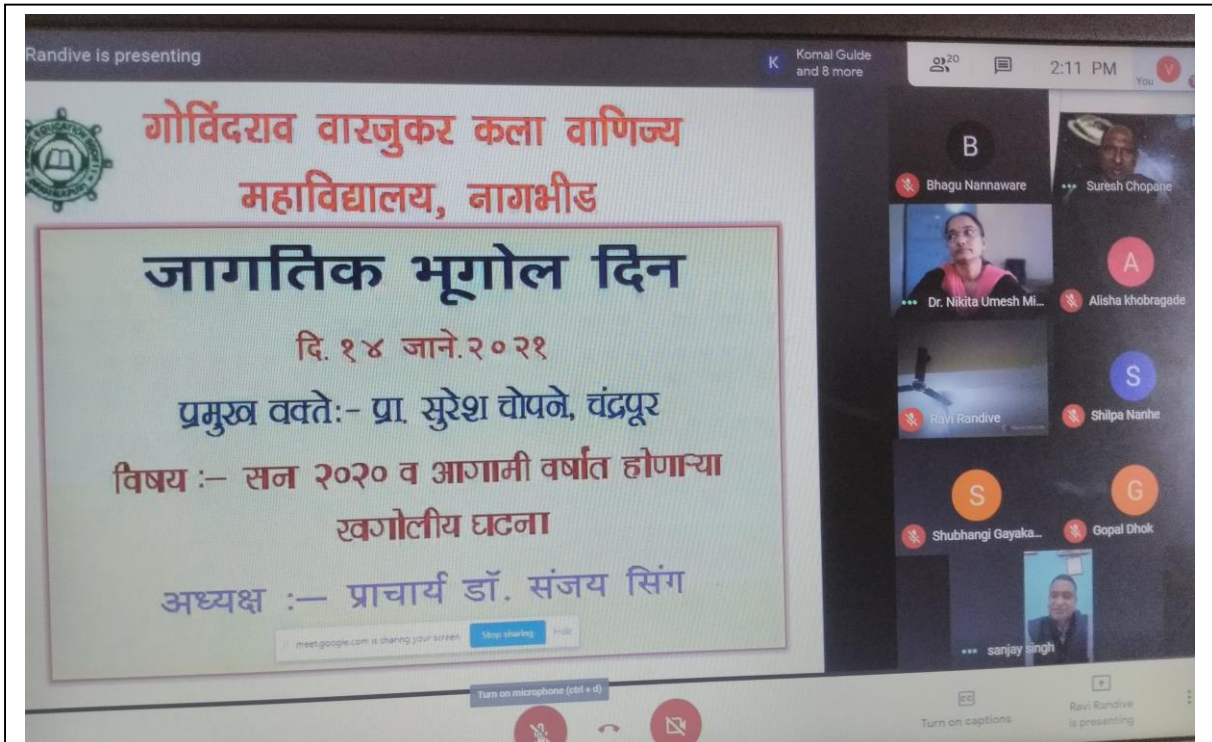 Randive is presenting
K
Komal Gulde
and 8 more
20
2:11 PM
You
V
गोविंदराव वारजुकर कला वाणिज्य
महाविद्यालय, नागभीड
जागतिक भूगोल दिन
दि. १४ जाने.२०२१
प्रमुख वक्ते:- प्रा. सुरेश चोपने, चंद्रपूर
विषय :– सन २०२० व आगामी वर्षात होणाऱ्या
खगोलीय घटना
अध्यक्ष :– प्राचार्य डॉ. संजय सिंग
meet.google.com is sharing your screen.
Stop sharing
Hide
B
Bhagu Nannaware
Suresh Chopane
Dr. Nikita Umesh Mi...
A
Alisha khobragade
Ravi Randive
S
Shilpa Nanhe
S
Shubhangi Gayaka...
G
Gopal Dhok
sanjay singh
Turn on microphone (ctrl + d)
CC
Turn on captions
Ravi Randive
is presenting